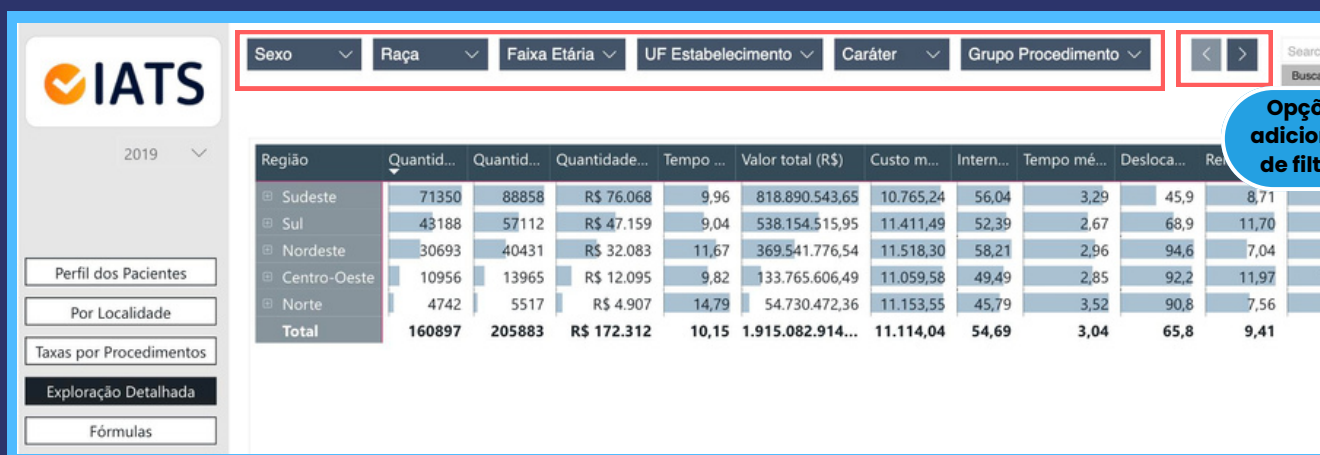 Sexo Raça Faixa Etária UF Estabelecimento Caráter Grupo Procedimento
IATS
2019
Opçõ
adicio
de filt
Região Quantid... Quantid... Quantidade... Tempo ... Valor total (R$) Custo m... Intern... Tempo mé... Desloca...
Sudeste 71350 88858 R$ 76.068 9,96 818.890.543,65 10.765,24 56,04 3,29 45,9 8,71
Sul 43188 57112 R$ 47.159 9,04 538.154.515,95 11.411,49 52,39 2,67 68,9 11,70
Nordeste 30693 40431 R$ 32.083 11,67 369.541.776,54 11.518,30 58,21 2,96 94,6 7,04
Centro-Oeste 10956 13965 R$ 12.095 9,82 133.765.606,49 11.059,58 49,49 2,85 92,2 11,97
Norte 4742 5517 R$ 4.907 14,79 54.730.472,36 11.153,55 45,79 3,52 90,8 7,56
Total 160897 205883 R$ 172.312 10,15 1.915.082.914... 11.114,04 54,69 3,04 65,8 9,41
Perfil dos Pacientes
Por Localidade
Taxas por Procedimentos
Exploração Detalhada
Fórmulas